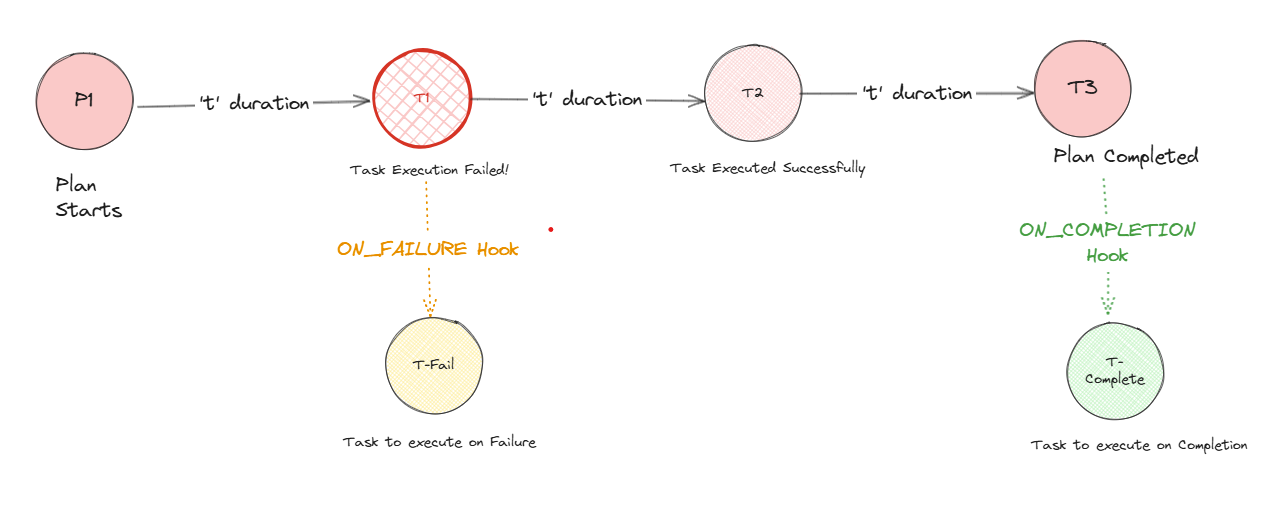 P1
't' duration
T1
't' duration
T2
't' duration
T3
Plan
Starts
Task Execution Failed!
Task Executed Successfully
Plan Completed
ON_FAILURE Hook
ON_COMPLETION
Hook
T-Fail
T-
Complete
Task to execute on Failure
Task to execute on Completion